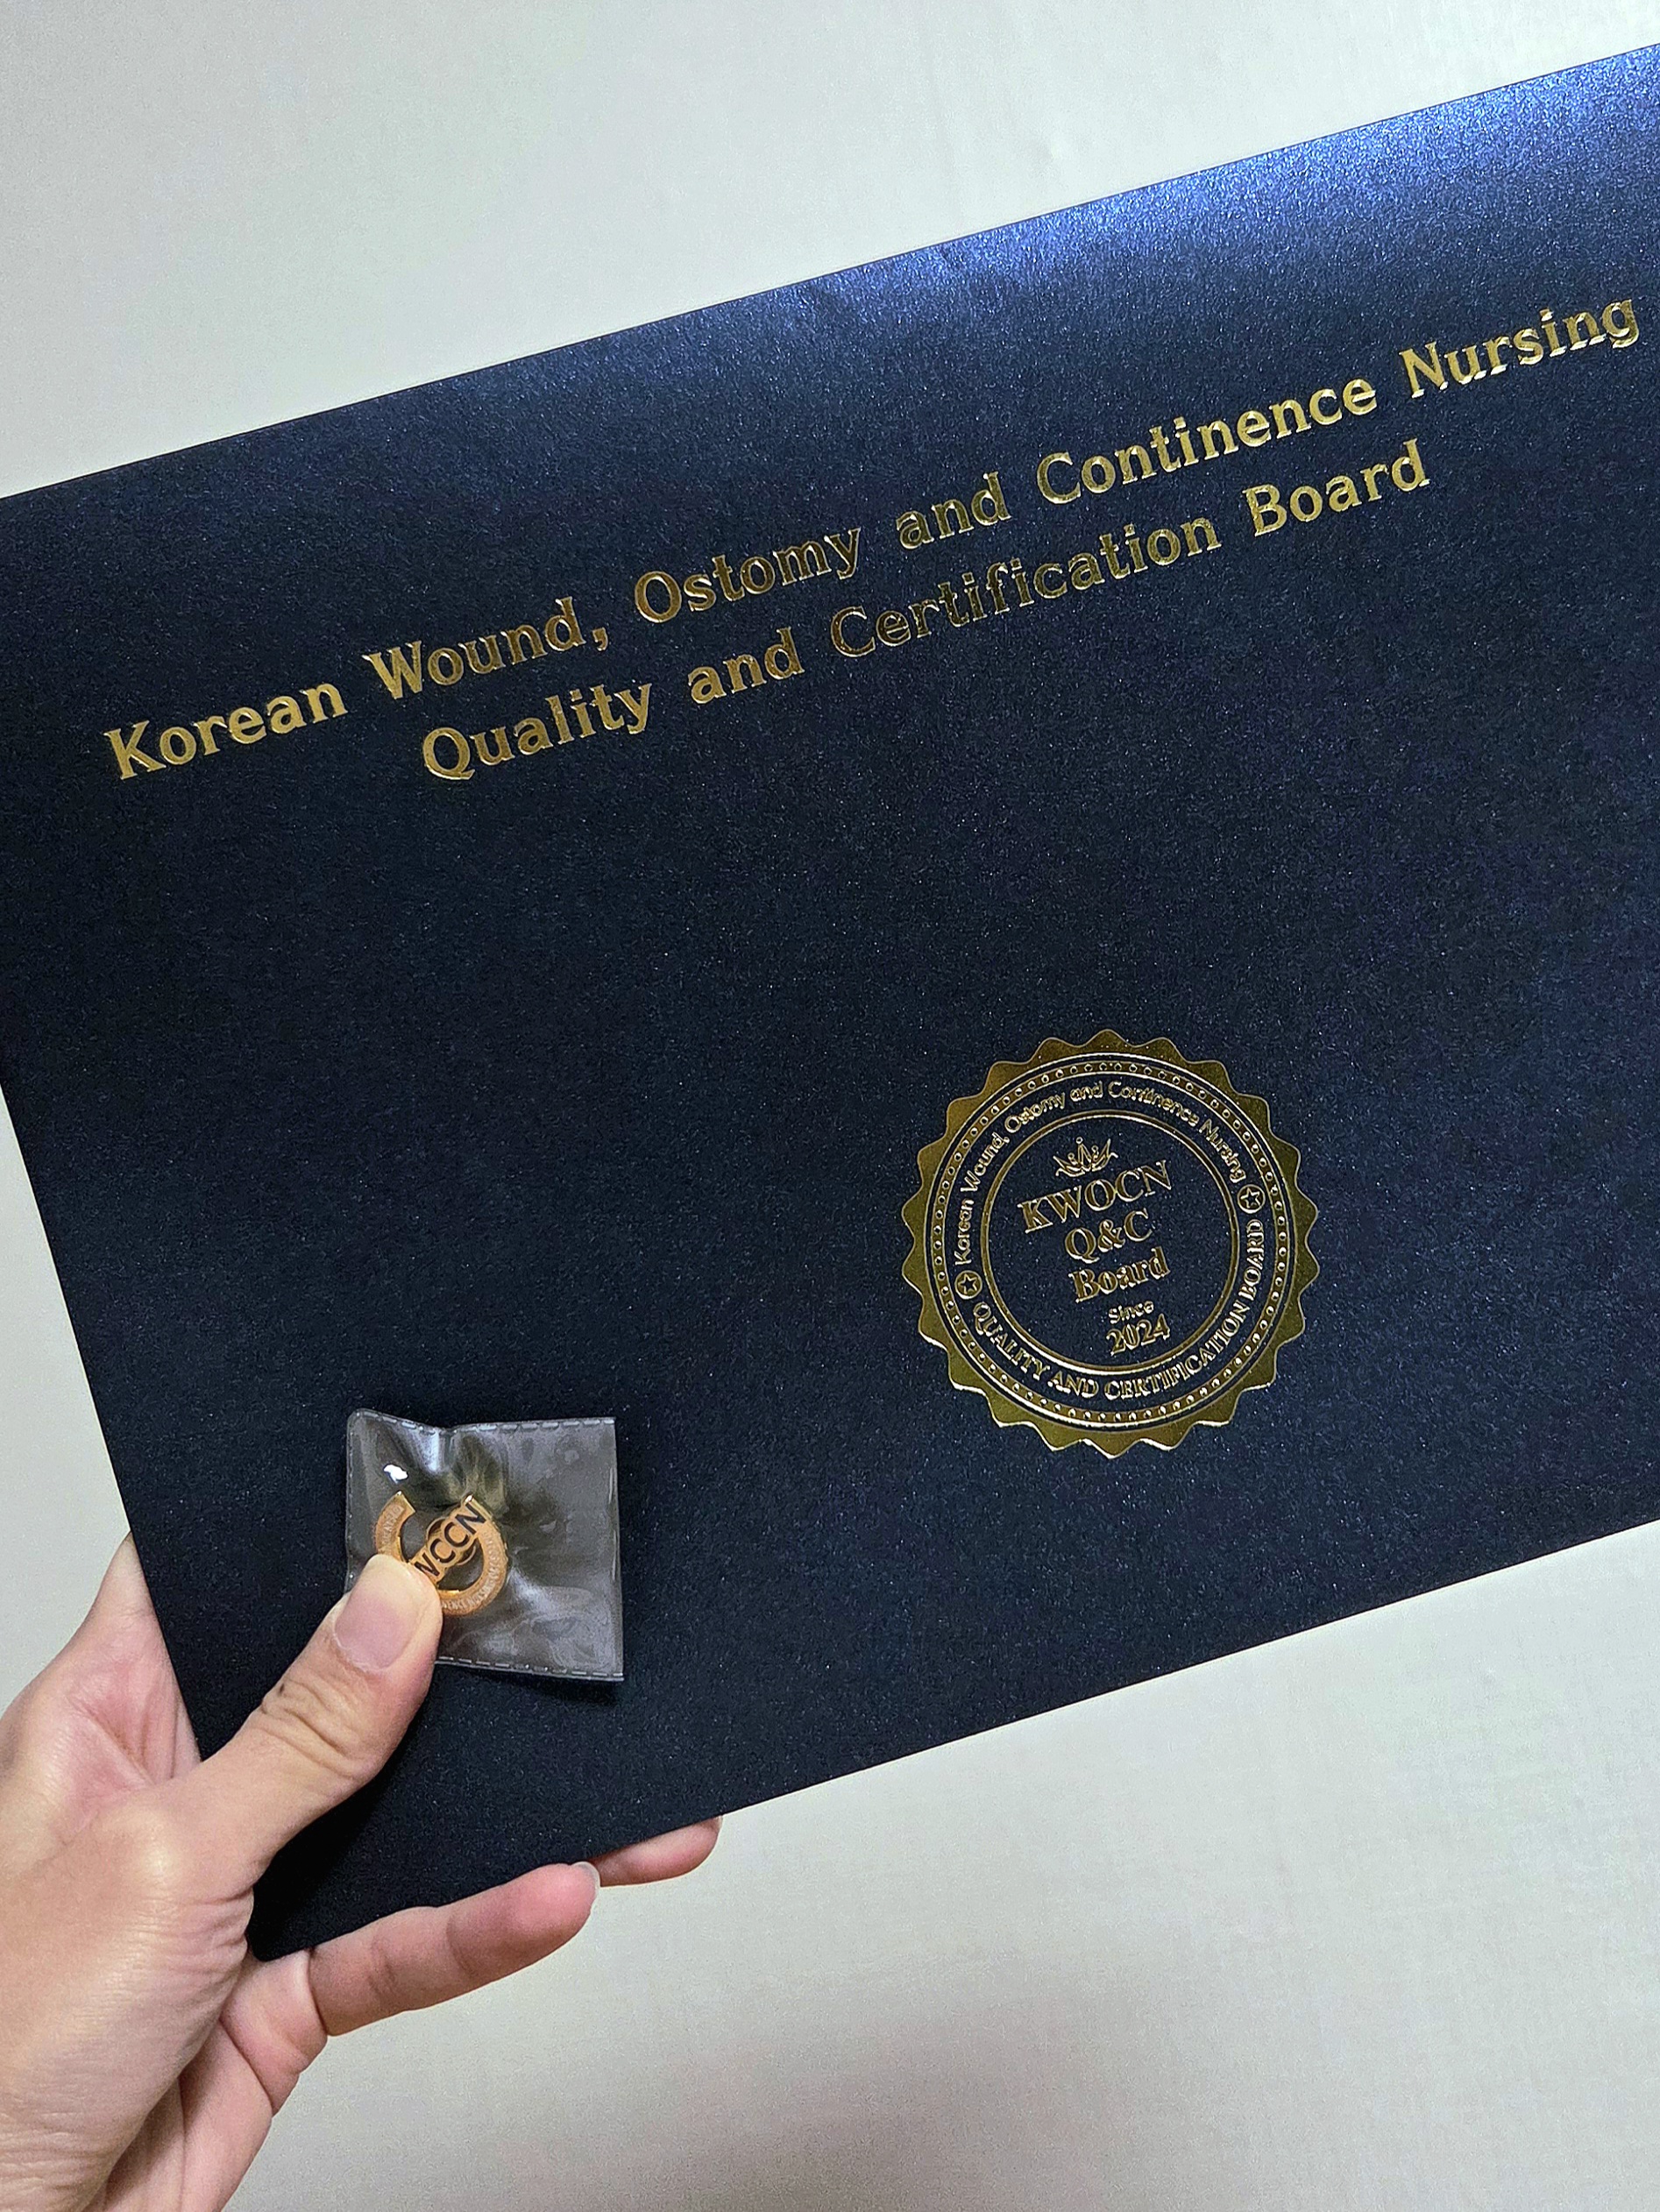 Korean Wound, Ostomy and Continence Nursing
Quality and Certification Board
Korean Wound, Ostomy and Continence Nursing
KWOCN
Q&C
Board
Since
2024
QUALITY AND CERTIFICATION BOARD
WCCN